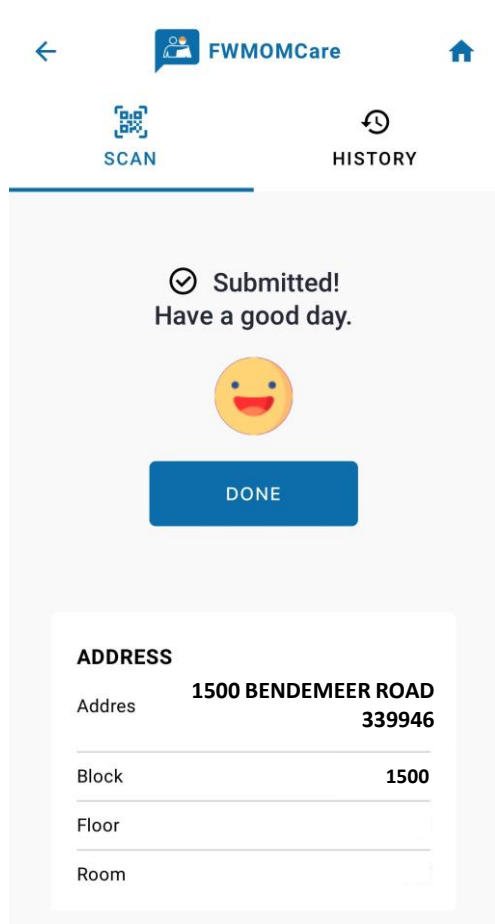 FWMOMCare
SCAN
HISTORY
Submitted!
Have a good day.
DONE
ADDRESS
Addres 1500 BENDEMEER ROAD
339946
Block 1500
Floor
Room